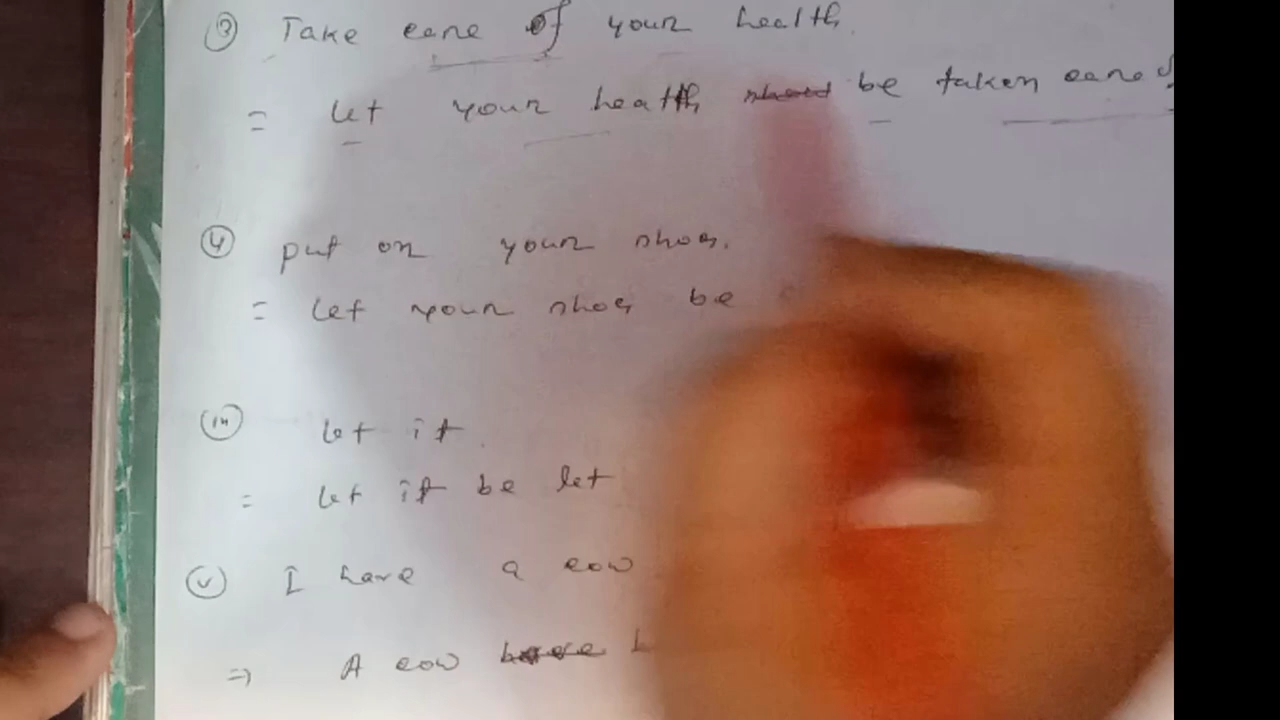 ③ Take care of your health.
= let your health be taken care
④ put on your shoes.
= Let your shoes be
let it.
= let it be let
ⓥ I have a cow
=> A cow